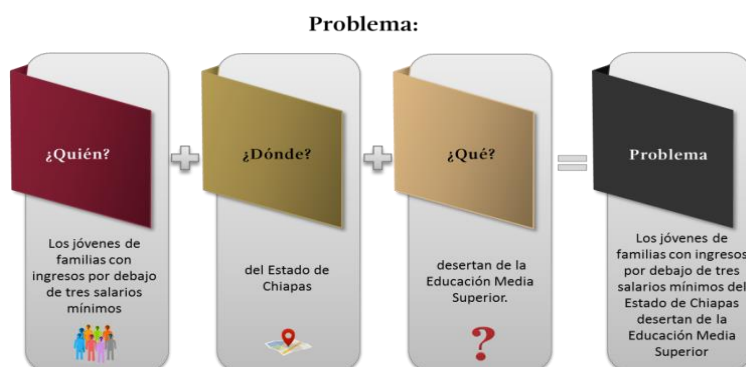 Problema:
¿Quién?
Los jóvenes de
familias con
ingresos por debajo
de tres salarios
mínimos
¿Dónde?
del Estado de
Chiapas
¿Qué?
desertan de la
Educación Media
Superior.
?
Problema
Los jóvenes de
familias con ingresos
por debajo de tres
salarios mínimos del
Estado de Chiapas
desertan de la
Educación Media
Superior